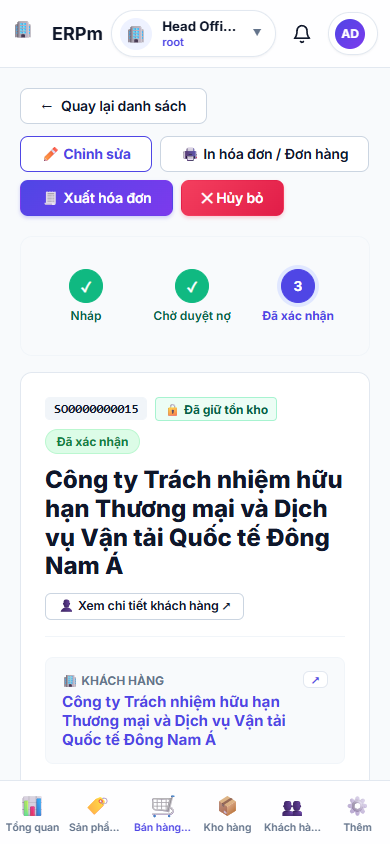 ERPm
Head Offi...
root
AD
← Quay lại danh sách
Chỉnh sửa
In hóa đơn / Đơn hàng
Xuất hóa đơn
Hủy bỏ
3
Nháp
Chờ duyệt nợ
Đã xác nhận
SO0000000015
Đã giữ tồn kho
Đã xác nhận
Công ty Trách nhiệm hữu
hạn Thương mại và Dịch
vụ Vận tải Quốc tế Đông
Nam Á
Xem chi tiết khách hàng ↗
KHÁCH HÀNG
↗
Công ty Trách nhiệm hữu hạn
Thương mại và Dịch vụ Vận tải
Quốc tế Đông Nam Á
Tổng quan
Sản phẩ...
Bán hàng...
Kho hàng
Khách hà...
Thêm